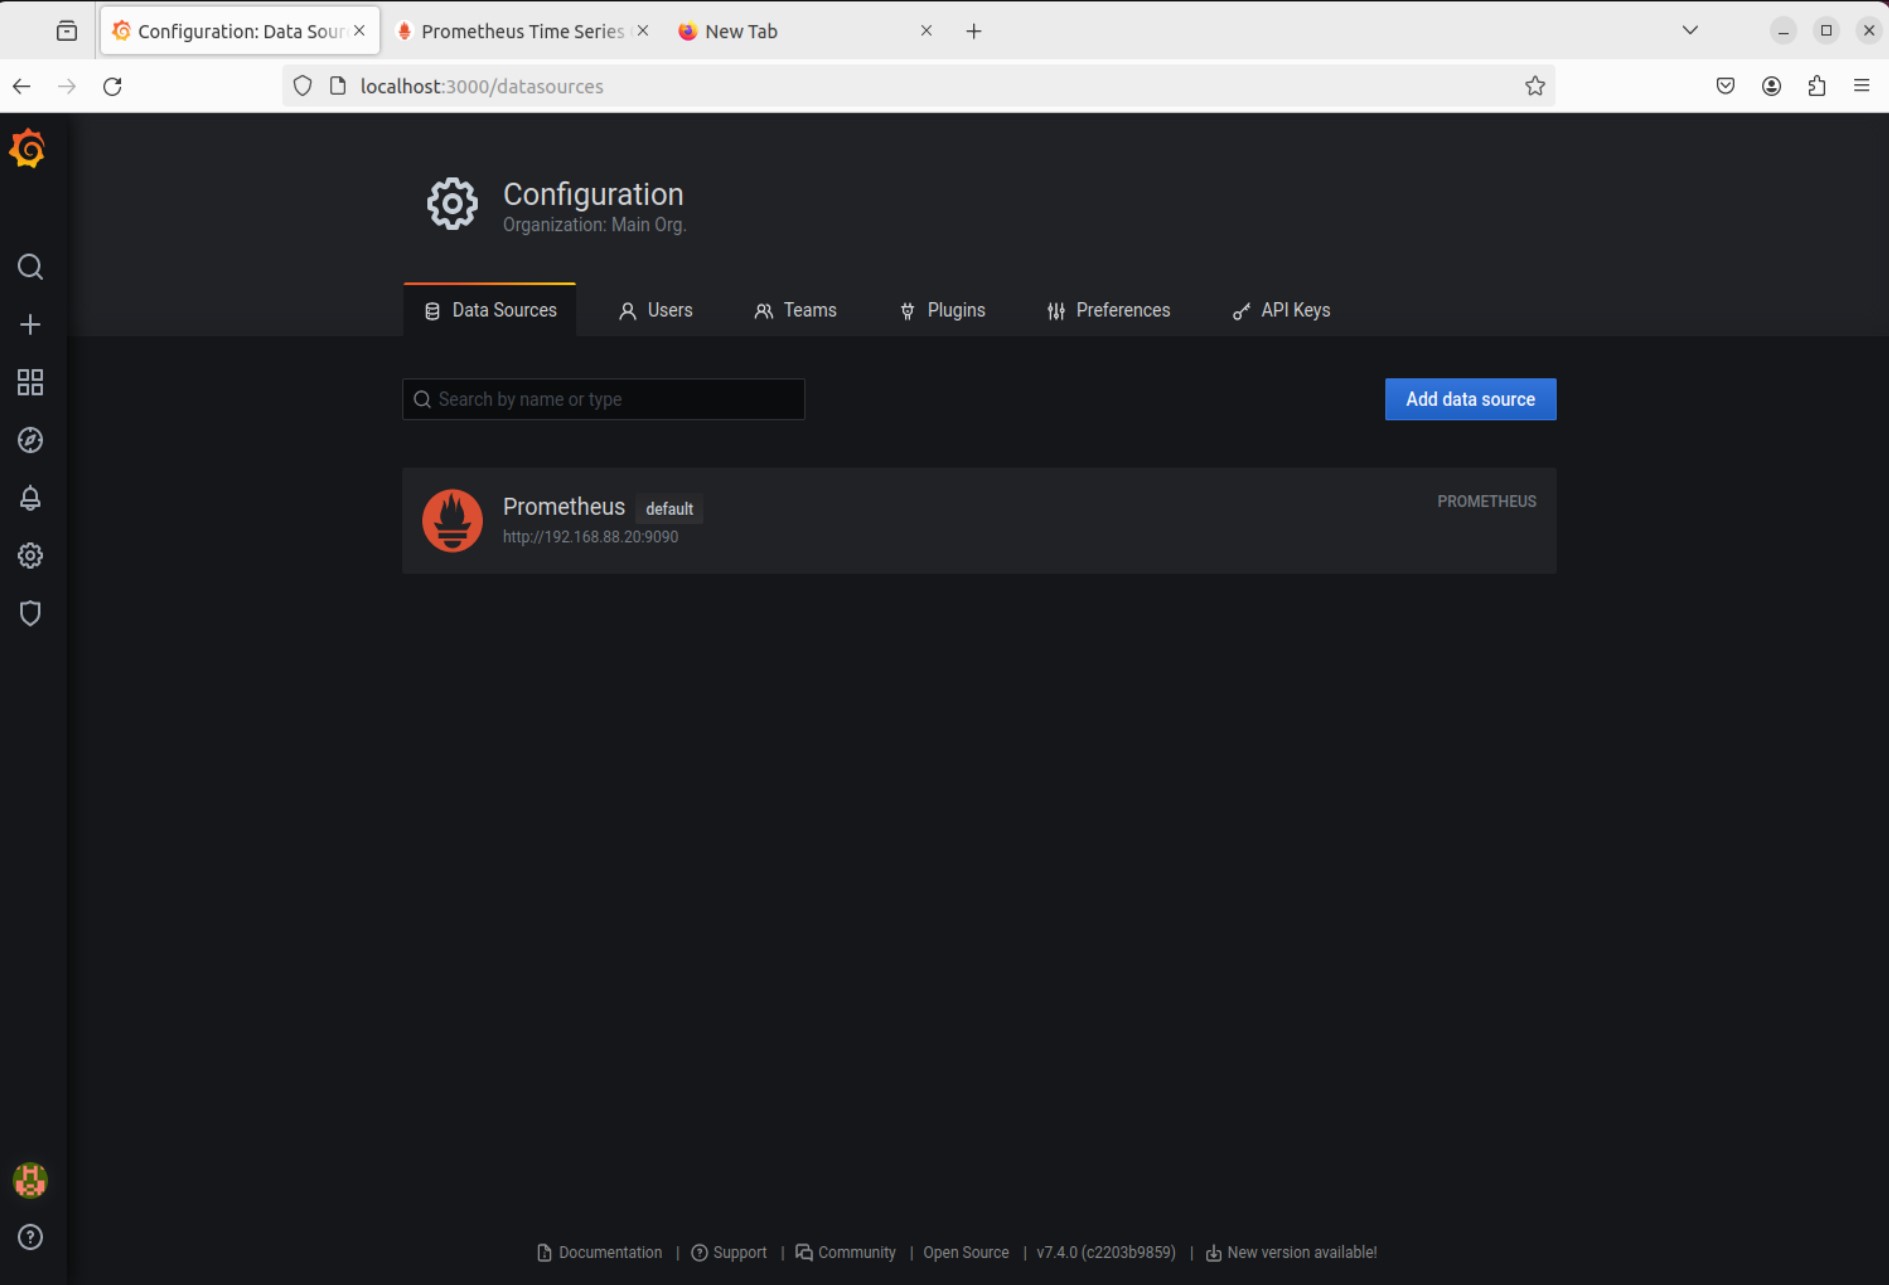 Configuration: Data Sour
Prometheus Time Series
New Tab
localhost:3000/datasources
Configuration
Organization: Main Org.
Data Sources
Users
Teams
Plugins
Preferences
API Keys
Search by name or type
Add data source
Prometheus default
PROMETHEUS
http://192.168.88.20:9090
Documentation | Support | Community | Open Source | v7.4.0 (c2203b9859) | New version available!